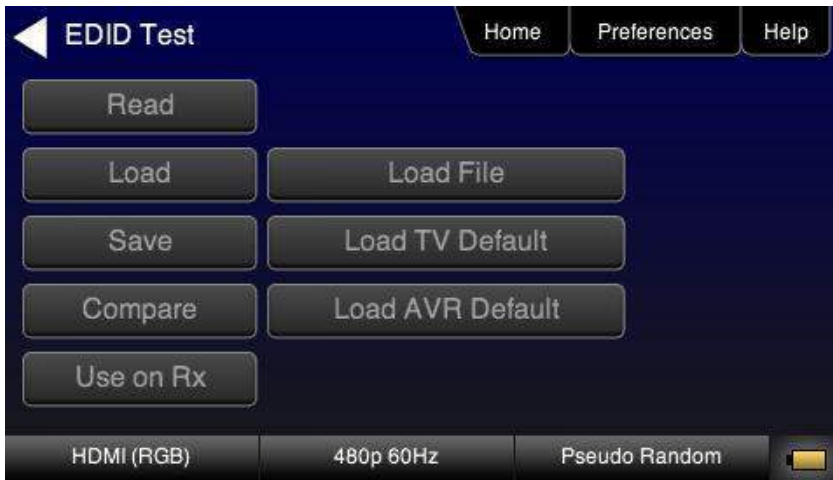 EDID Test
Home
Preferences
Help
Read
Load
Load File
Save
Load TV Default
Compare
Load AVR Default
Use on Rx
HDMI (RGB)
480p 60Hz
Pseudo Random